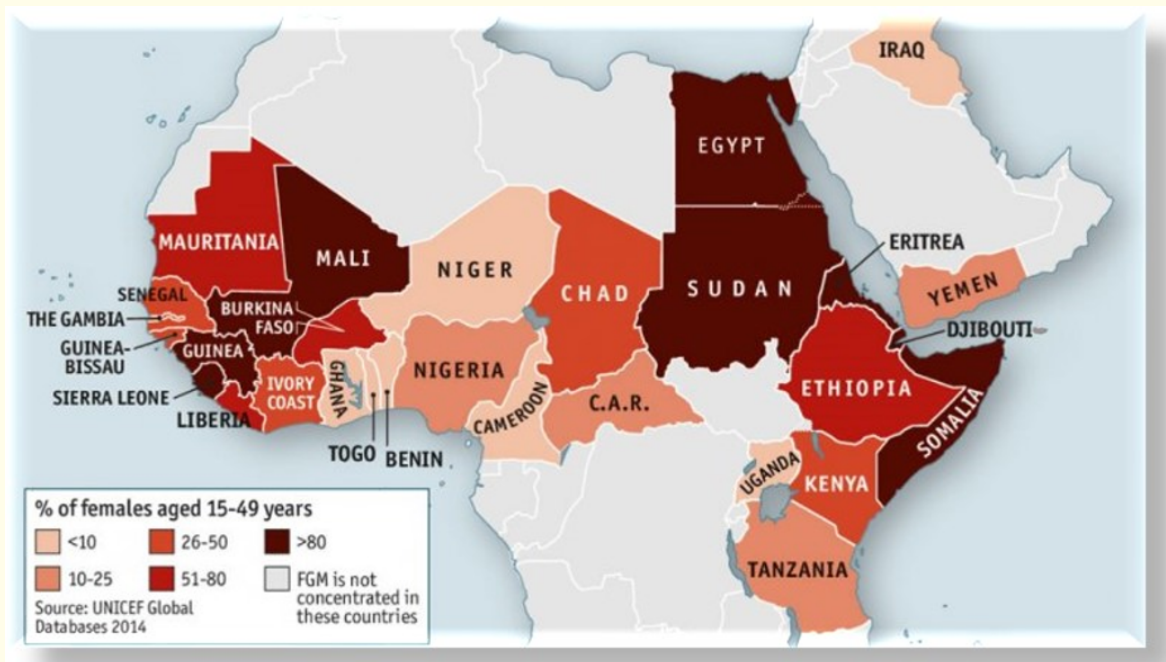 IRAQ
EGYPT
MAURITANIA
MALI
NIGER
CHAD
SUDAN
ERITREA
YEMEN
SENEGAL
THE GAMBIA
BURKINA
FASO
DJIBOUTI
GUINEA-
BISSAU
GUINEA
NIGERIA
ETHIOPIA
SIERRA LEONE
IVORY
COAST
GHANA
C.A.R.
CAMEROON
SOMALIA
LIBERIA
TOGO
BENIN
UGANDA
KENYA
TANZANIA
% of females aged 15-49 years
<10
26-50
>80
10-25
51-80
FGM is not
concentrated in
these countries
Source: UNICEF Global
Databases 2014